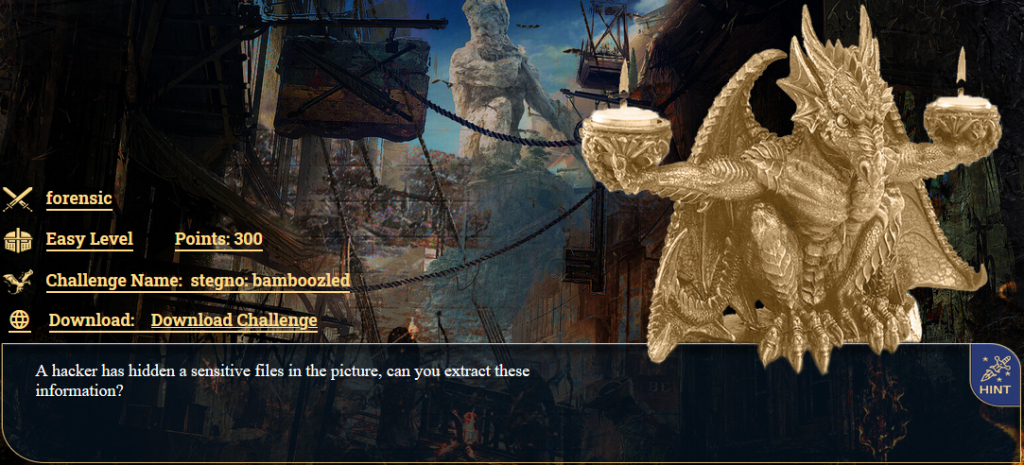 forensic
Easy Level Points: 300
Challenge Name: stegno: bamboozled
Download: Download Challenge
A hacker has hidden a sensitive files in the picture, can you extract these
information?
HINT